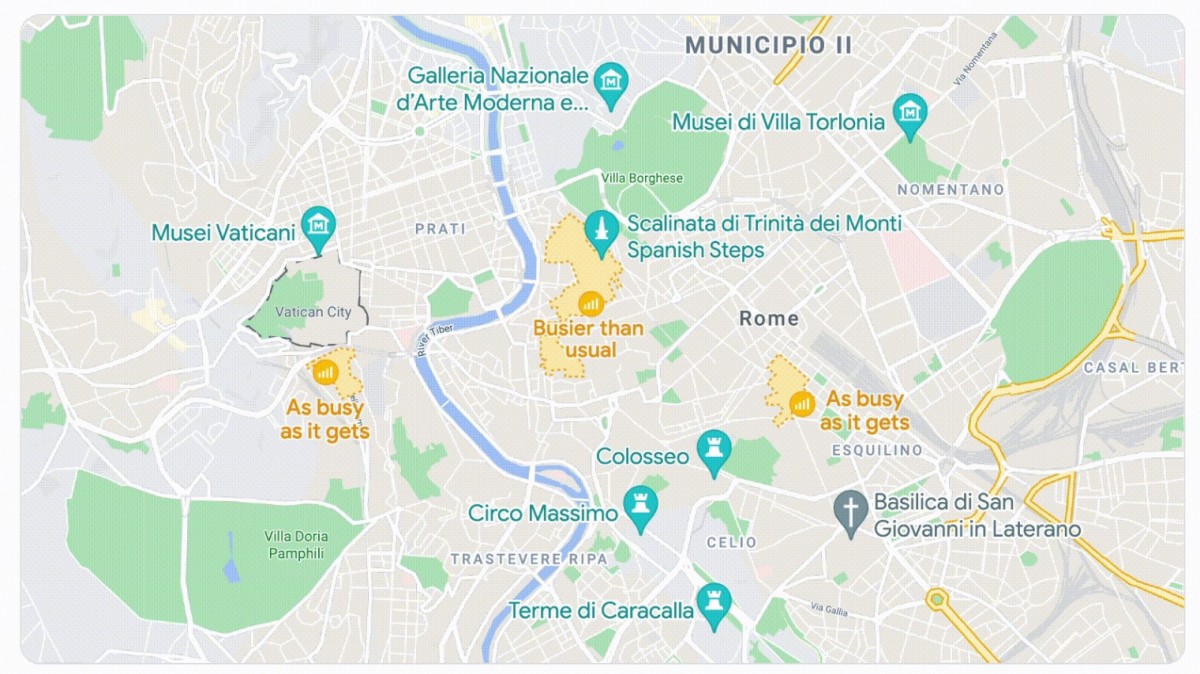 MUNICIPIO II
Via Nomentana
Galleria Nazionale
d'Arte Moderna e...
Musei di Villa Torlonia
Villa Borghese
NOMENTANO
Musei Vaticani
PRATI
Scalinata di Trinità dei Monti
Spanish Steps
Vatican City
River Tiber
Busier than
usual
Rome
CASAL BERT
As busy
as it gets
As busy
as it gets
ESQUILINO
Colosseo
Circo Massimo
Basilica di San
Giovanni in Laterano
Villa Doria
Pamphili
TRASTEVERE RIPA
CELIO
Terme di Caracalla
Via Gallia